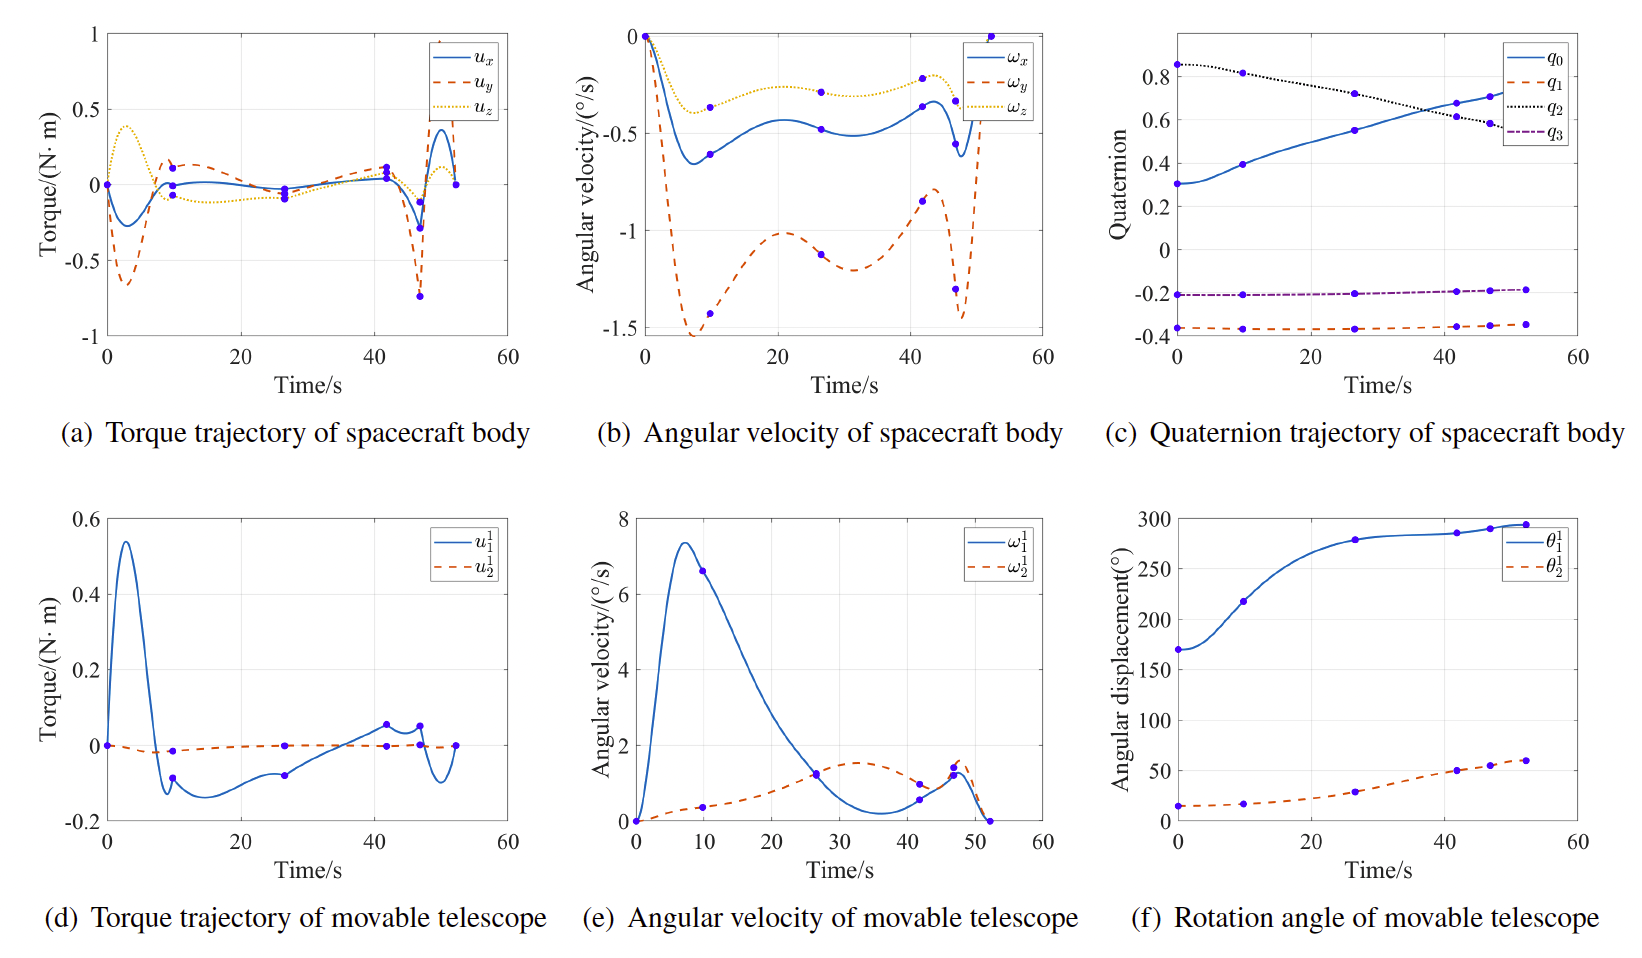 1
0.5
0
-0.5
-1
0 20 40 60
Torque/(N· m)
Time/s
u_x
u_y
u_z
(a) Torque trajectory of spacecraft body
0
-0.5
-1
-1.5
0 20 40 60
Angular velocity/(°/s)
Time/s
ω_x
ω_y
ω_z
(b) Angular velocity of spacecraft body
0.8
0.6
0.4
0.2
0
-0.2
-0.4
0 20 40 60
Quaternion
Time/s
q_0
q_1
q_2
q_3
(c) Quaternion trajectory of spacecraft body
0.6
0.4
0.2
0
-0.2
0 20 40 60
Torque/(N· m)
Time/s
u_1^1
u_2^1
(d) Torque trajectory of movable telescope
8
6
4
2
0
0 10 20 30 40 50 60
Angular velocity/(°/s)
Time/s
ω_1^1
ω_2^1
(e) Angular velocity of movable telescope
300
250
200
150
100
50
0
0 20 40 60
Angular displacement(°)
Time/s
θ_1^1
θ_2^1
(f) Rotation angle of movable telescope